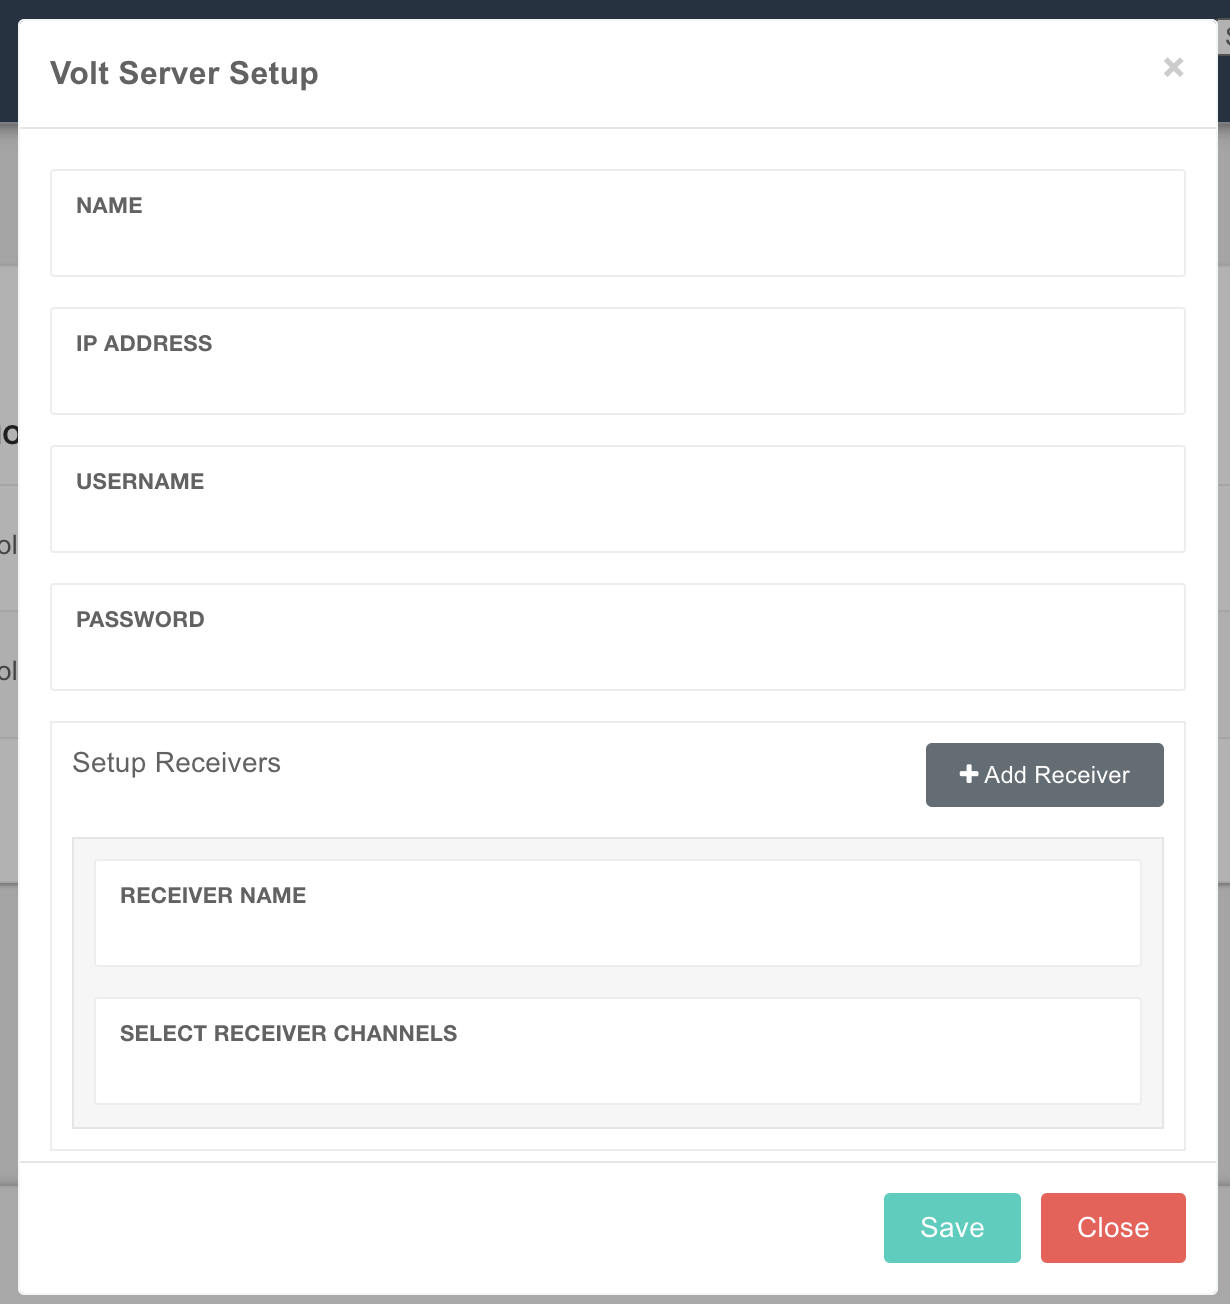 Volt Server Setup
×
NAME
IP ADDRESS
USERNAME
PASSWORD
Setup Receivers
+ Add Receiver
RECEIVER NAME
SELECT RECEIVER CHANNELS
Save
Close